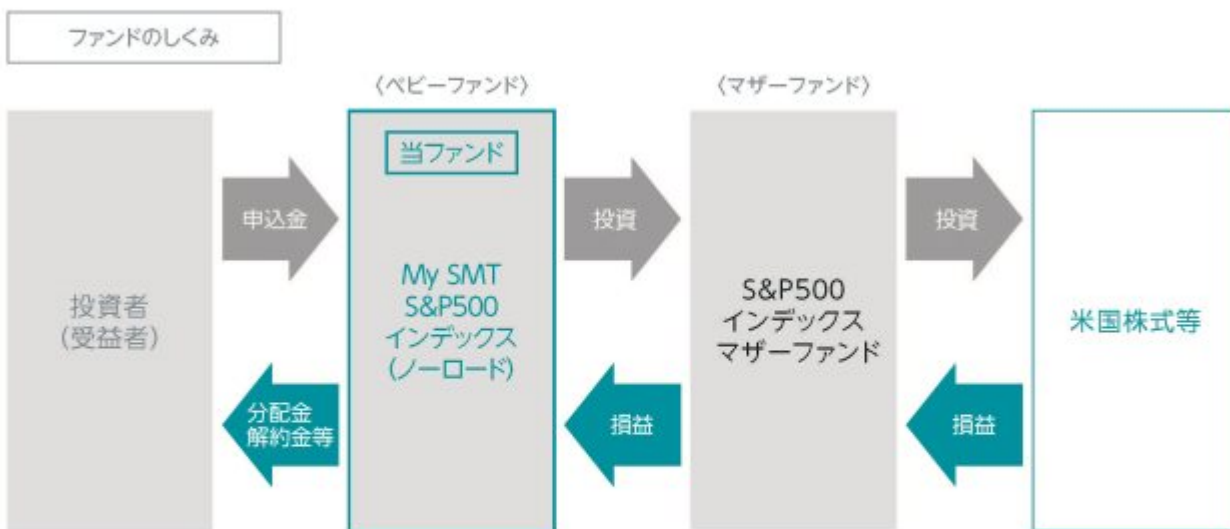 ファンドのしくみ
〈ベビーファンド〉
〈マザーファンド〉
投資者
(受益者)
申込金
分配金
解約金等
当ファンド
My SMT
S&P500
インデックス
(ノーロード)
投資
損益
S&P500
インデックス
マザーファンド
投資
損益
米国株式等